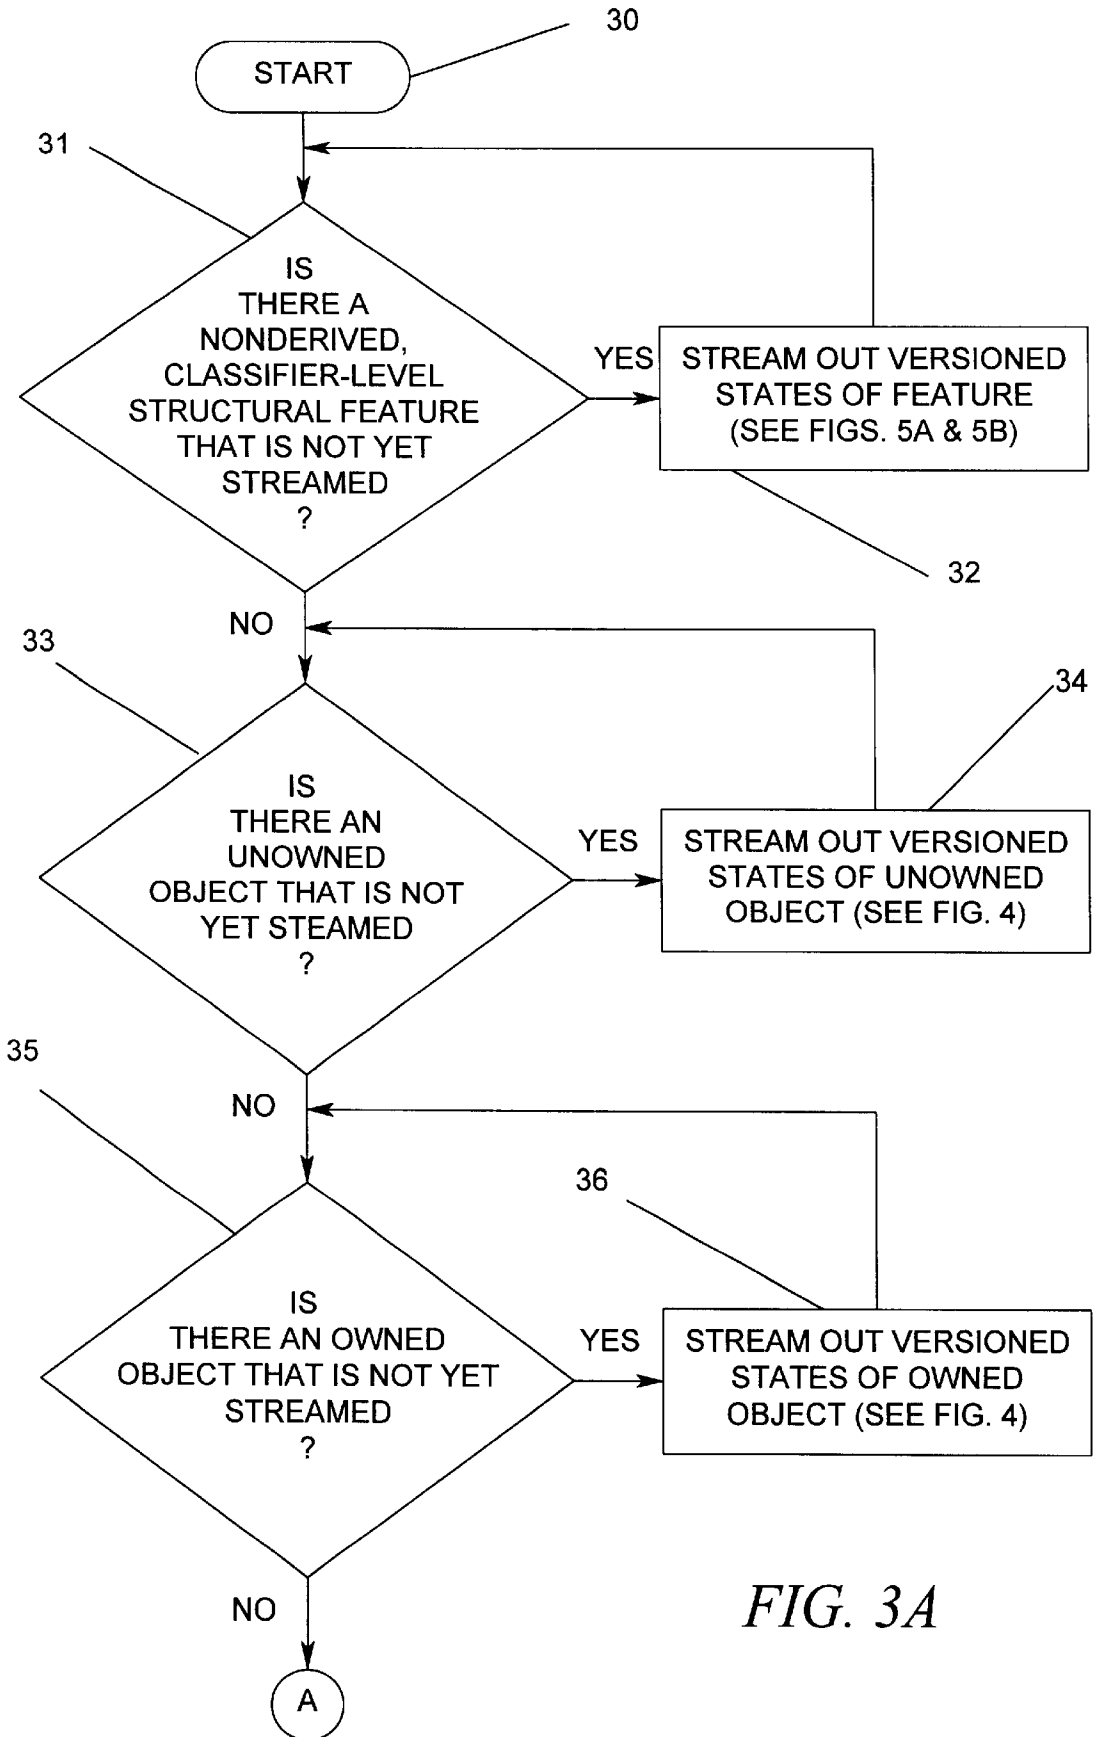 30
START
31
IS
THERE A
NONDERIVED,
CLASSIFIER-LEVEL
STRUCTURAL FEATURE
THAT IS NOT YET
STREAMED
?
YES
STREAM OUT VERSIONED
STATES OF FEATURE
(SEE FIGS. 5A & 5B)
32
NO
33
34
IS
THERE AN
UNOWNED
OBJECT THAT IS NOT
YET STEAMED
?
YES
STREAM OUT VERSIONED
STATES OF UNOWNED
OBJECT (SEE FIG. 4)
35
NO
36
IS
THERE AN OWNED
OBJECT THAT IS NOT YET
STREAMED
?
YES
STREAM OUT VERSIONED
STATES OF OWNED
OBJECT (SEE FIG. 4)
NO
FIG. 3A
A